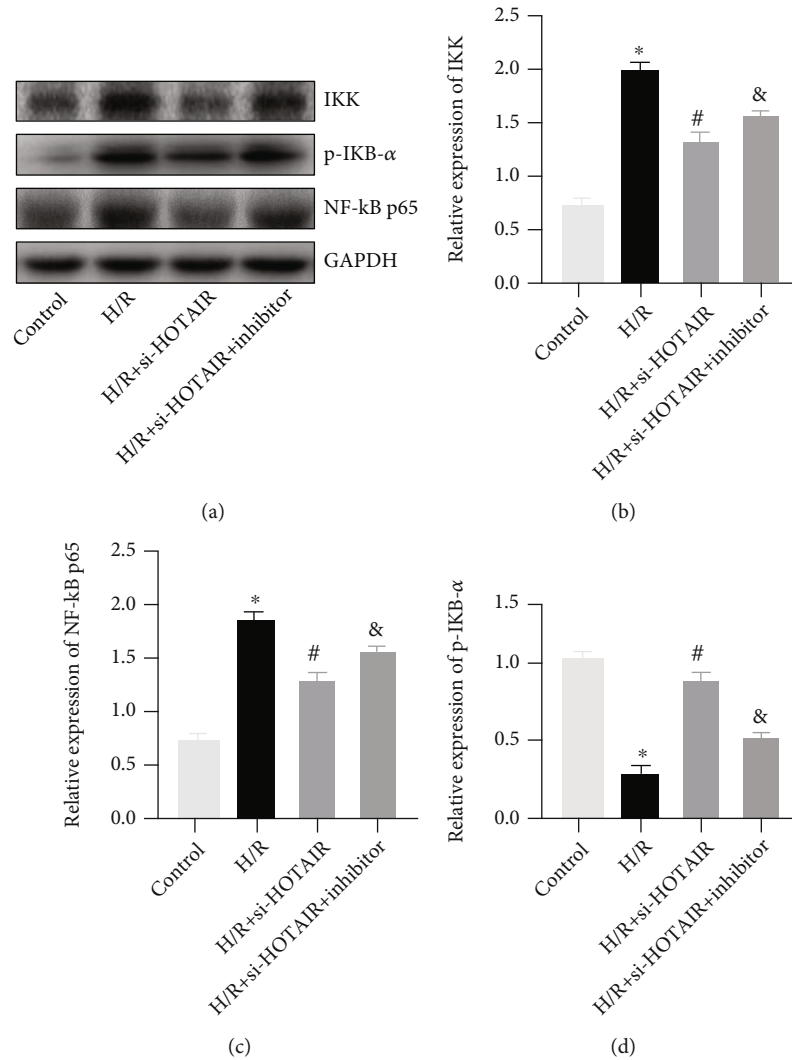 IKK
p-IKB-α
NF-kB p65
GAPDH
Control
H/R
H/R+si-HOTAIR
H/R+si-HOTAIR+inhibitor
(a)
Relative expression of IKK
2.5
2.0
1.5
1.0
0.5
0.0
*
#
&
Control
H/R
H/R+si-HOTAIR
H/R+si-HOTAIR+inhibitor
(b)
Relative expression of NF-kB p65
2.5
2.0
1.5
1.0
0.5
0.0
*
#
&
Control
H/R
H/R+si-HOTAIR
H/R+si-HOTAIR+inhibitor
(c)
Relative expression of p-IKB-α
1.5
1.0
0.5
0.0
*
#
&
Control
H/R
H/R+si-HOTAIR
H/R+si-HOTAIR+inhibitor
(d)